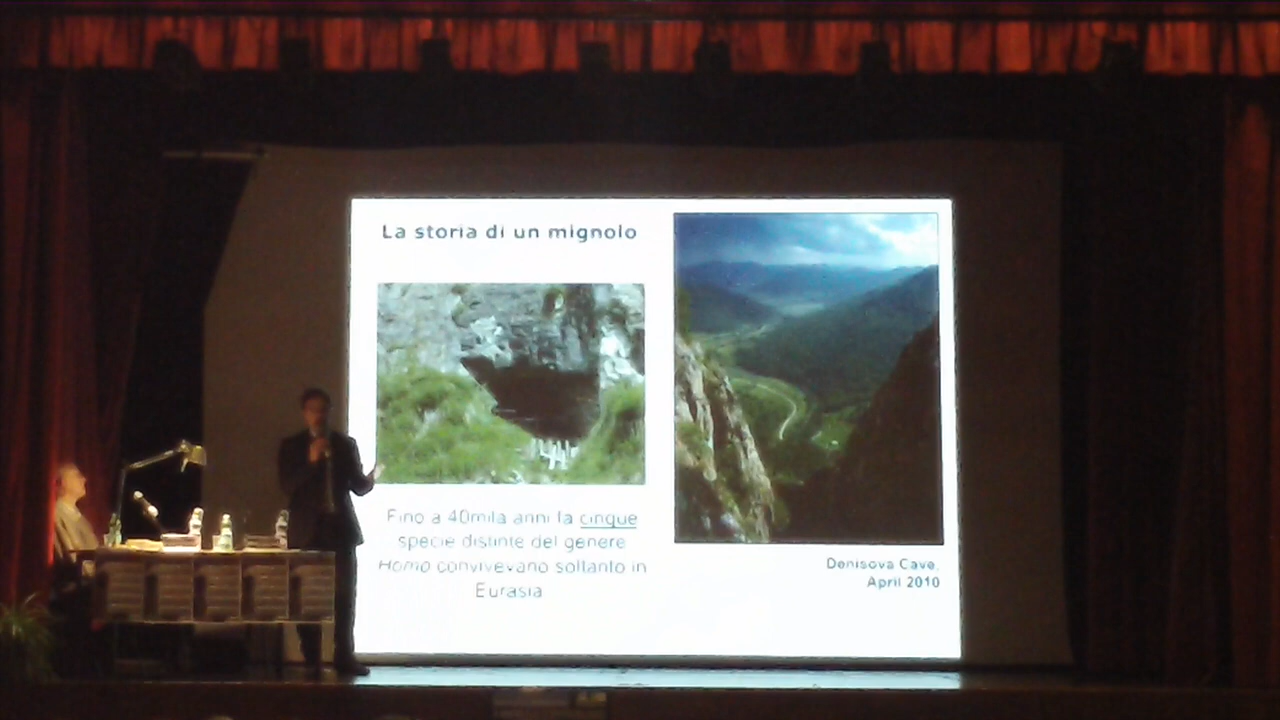 La storia di un mignolo
Fino a 40mila anni fa cinque
specie distinte del genere
Homo convivevano soltanto in
Eurasia
Denisova Cave,
April 2010